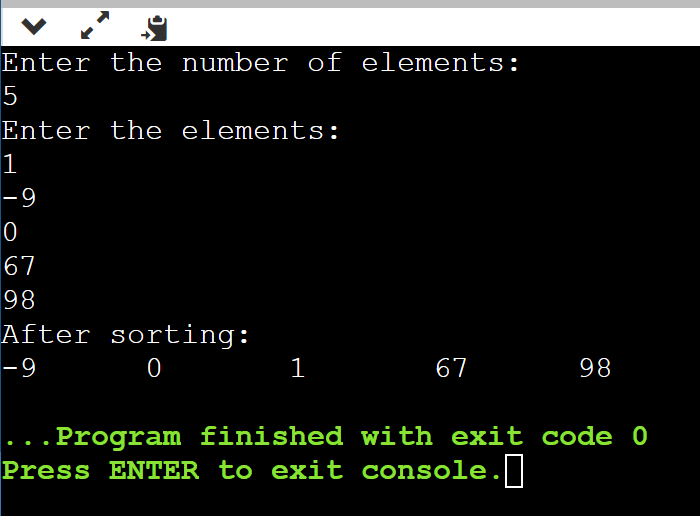 Enter the number of elements:
5
Enter the elements:
1
-9
0
67
98
After sorting:
-9 0 1 67 98
...Program finished with exit code 0
Press ENTER to exit console.